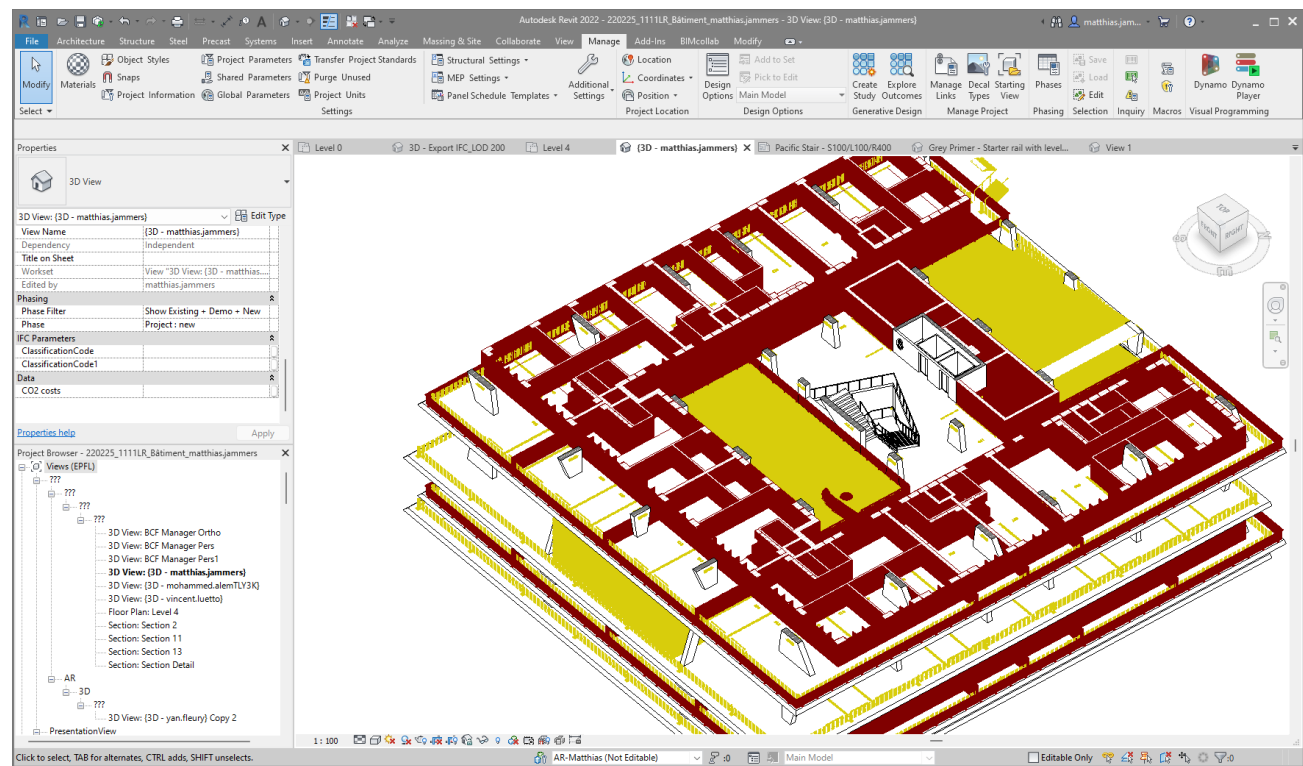 Autodesk Revit 2022 - 220225_1111LR_Bâtiment_matthias.jammers - 3D View: {3D - matthias.jammers}
matthias.jam...
File Architecture Structure Steel Precast Systems Insert Annotate Analyze Massing & Site Collaborate View Manage Add-Ins BIMcollab Modify
Object Styles Project Parameters Transfer Project Standards Structural Settings Location Add to Set Save
Snaps Shared Parameters Purge Unused MEP Settings Coordinates Pick to Edit Load
Project Information Global Parameters Project Units Panel Schedule Templates Position Main Model Edit
Modify Materials Additional Settings Design Options Create Study Explore Outcomes Manage Links Decal Types Starting View Phases Dynamo Dynamo Player
Select Settings Project Location Design Options Generative Design Manage Project Phasing Selection Inquiry Macros Visual Programming
Properties
Level 0 3D - Export IFC_LOD 200 Level 4 {3D - matthias.jammers} Pacific Stair - S100/L100/R400 Grey Primer - Starter rail with level... View 1
3D View
3D View: {3D - matthias.jammers} Edit Type
View Name {3D - matthias.jammers}
Dependency Independent
Title on Sheet
Workset View "3D View: {3D - matthias....
Edited by matthias.jammers
Phasing
Phase Filter Show Existing + Demo + New
Phase Project : new
IFC Parameters
ClassificationCode
ClassificationCode1
Data
CO2 costs
Properties help Apply
TOP
FRONT
RIGHT
Project Browser - 220225_1111LR_Bâtiment_matthias.jammers
Views (EPFL)
???
???
???
???
3D View: BCF Manager Ortho
3D View: BCF Manager Pers
3D View: BCF Manager Pers1
3D View: {3D - matthias.jammers}
3D View: {3D - mohammed.alemTLY3K}
3D View: {3D - vincent.luetto}
Floor Plan: Level 4
Section: Section 2
Section: Section 11
Section: Section 13
Section: Section Detail
AR
3D
???
3D View: {3D - yan.fleury} Copy 2
PresentationView
1 : 100
Click to select, TAB for alternates, CTRL adds, SHIFT unselects. AR-Matthias (Not Editable) :0 Main Model Editable Only :0